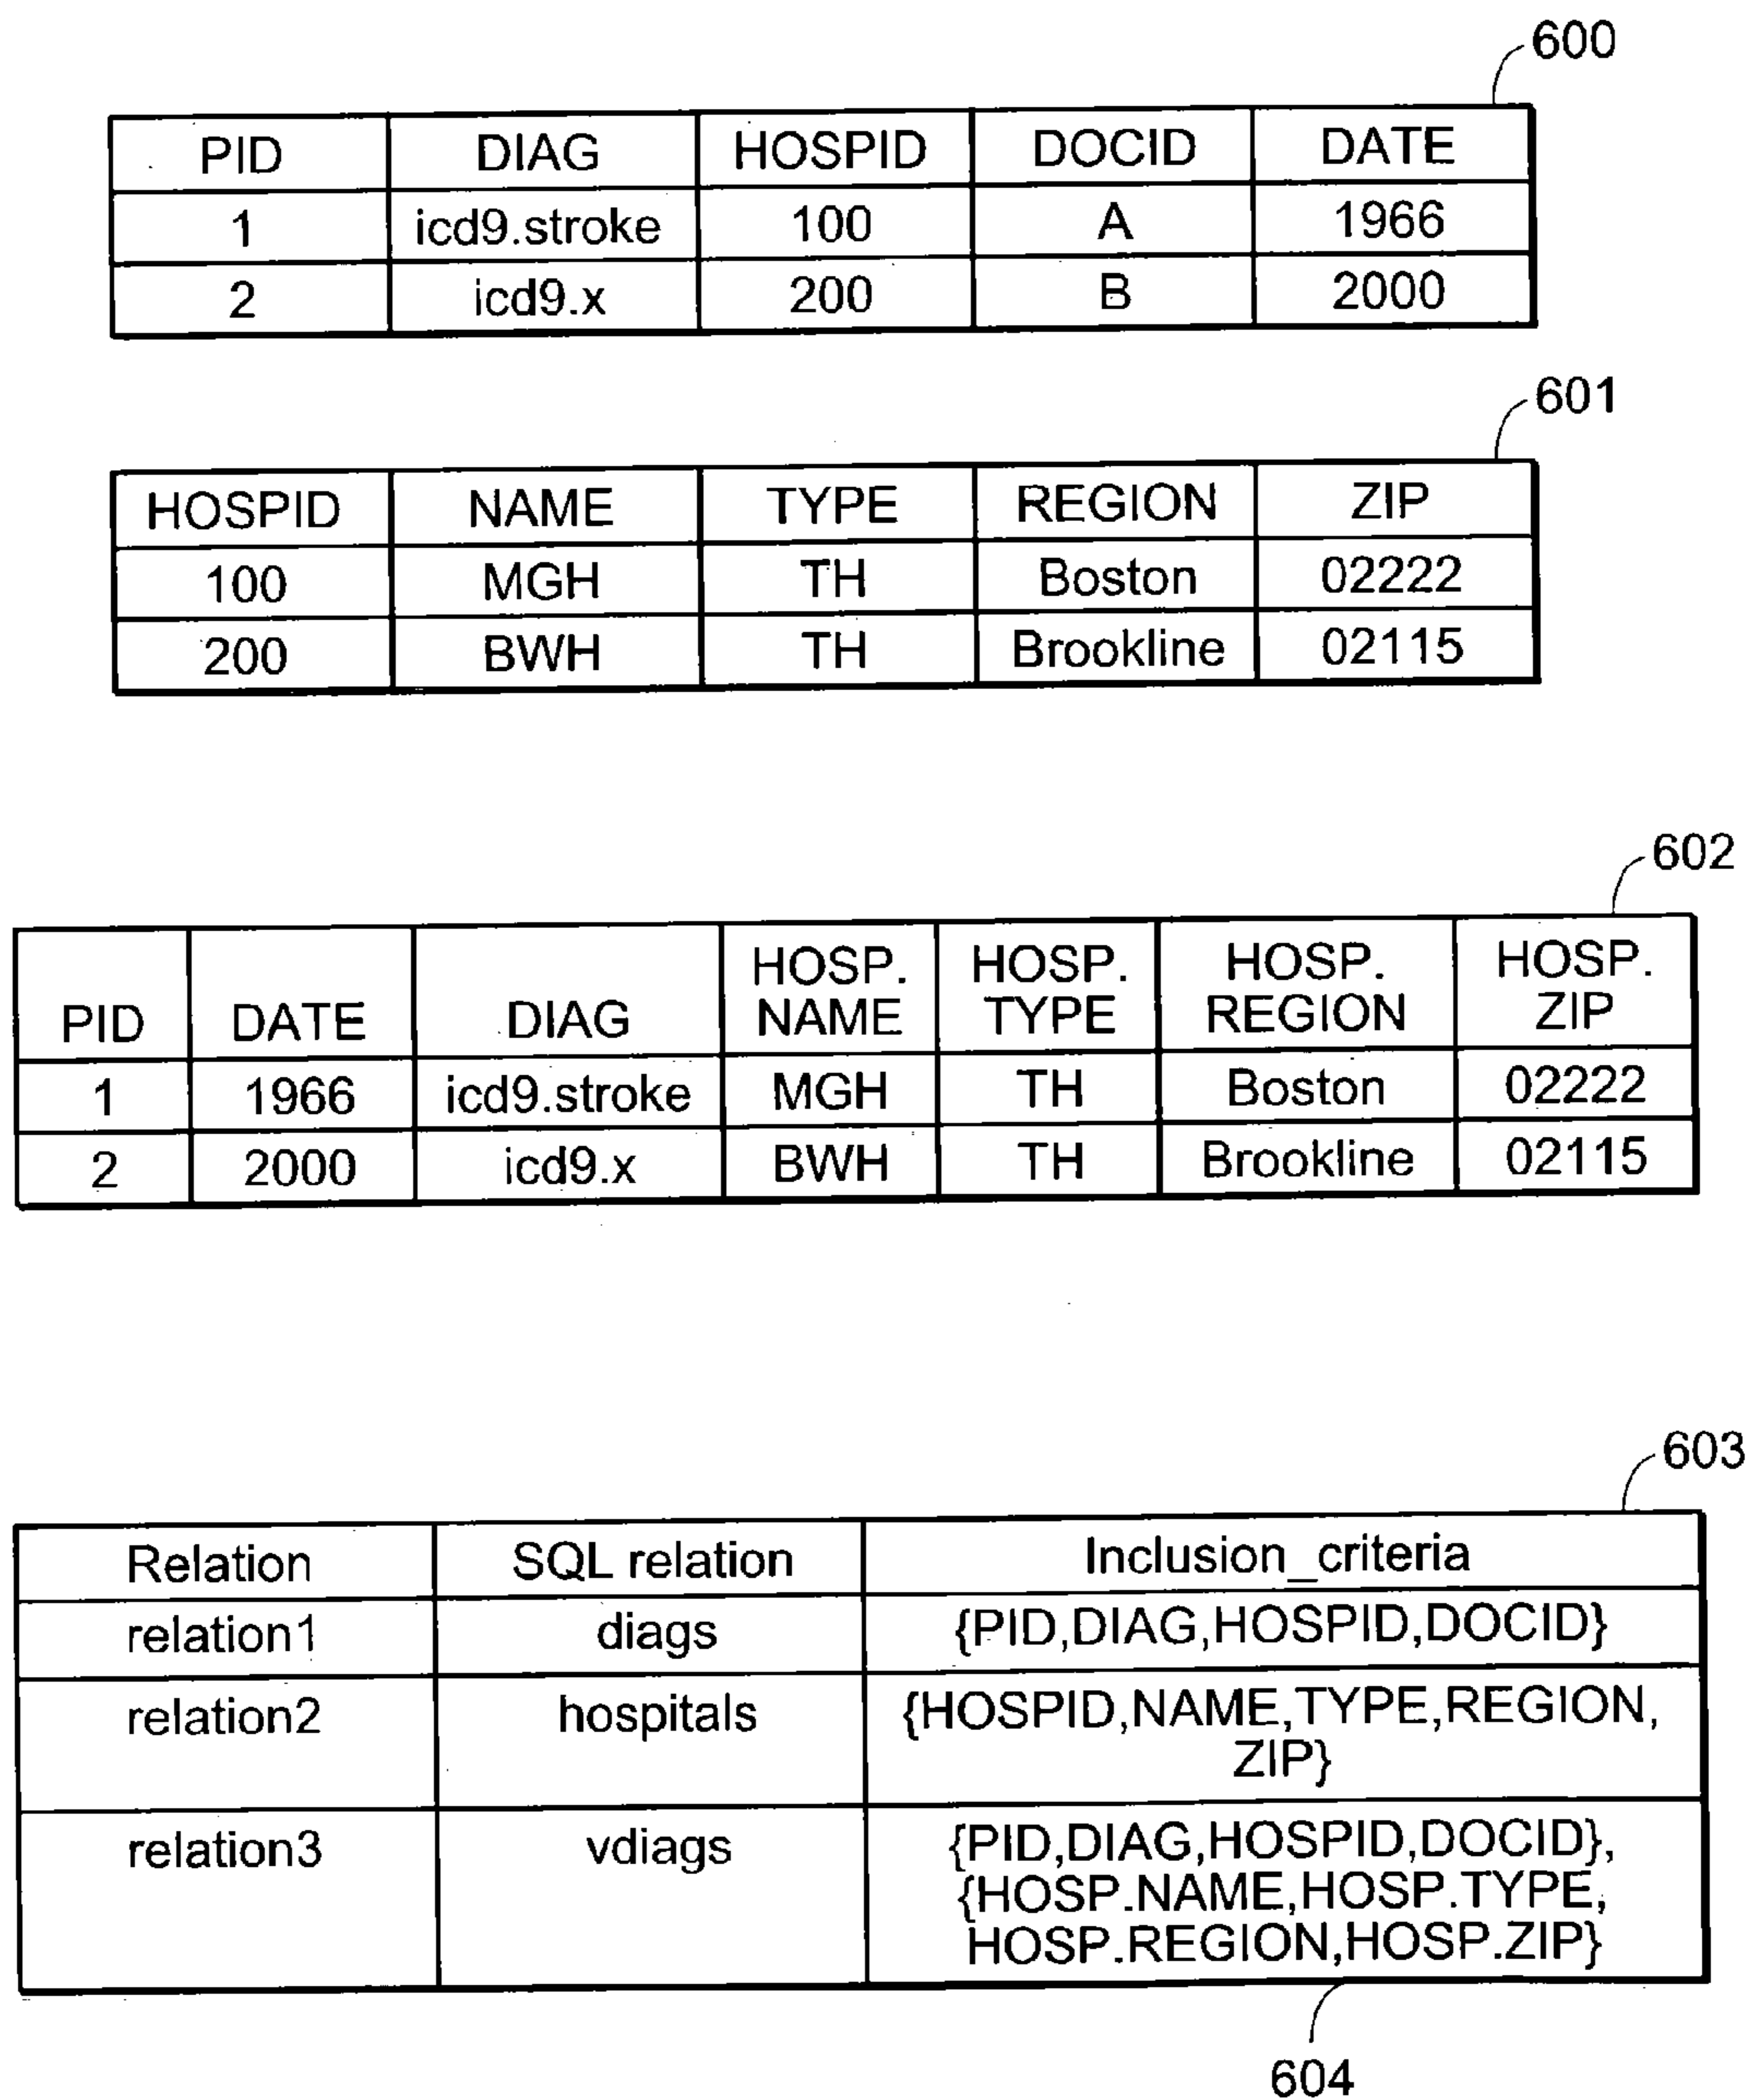 600
PID DIAG HOSPID DOCID DATE
1 icd9.stroke 100 A 1966
2 icd9.x 200 B 2000
601
HOSPID NAME TYPE REGION ZIP
100 MGH TH Boston 02222
200 BWH TH Brookline 02115
602
PID DATE DIAG HOSP. NAME HOSP. TYPE HOSP. REGION HOSP. ZIP
1 1966 icd9.stroke MGH TH Boston 02222
2 2000 icd9.x BWH TH Brookline 02115
603
Relation SQL relation Inclusion_criteria
relation1 diags {PID,DIAG,HOSPID,DOCID}
relation2 hospitals {HOSPID,NAME,TYPE,REGION,
ZIP}
relation3 vdiags {PID,DIAG,HOSPID,DOCID},
{HOSP.NAME,HOSP.TYPE,
HOSP.REGION,HOSP.ZIP}
604